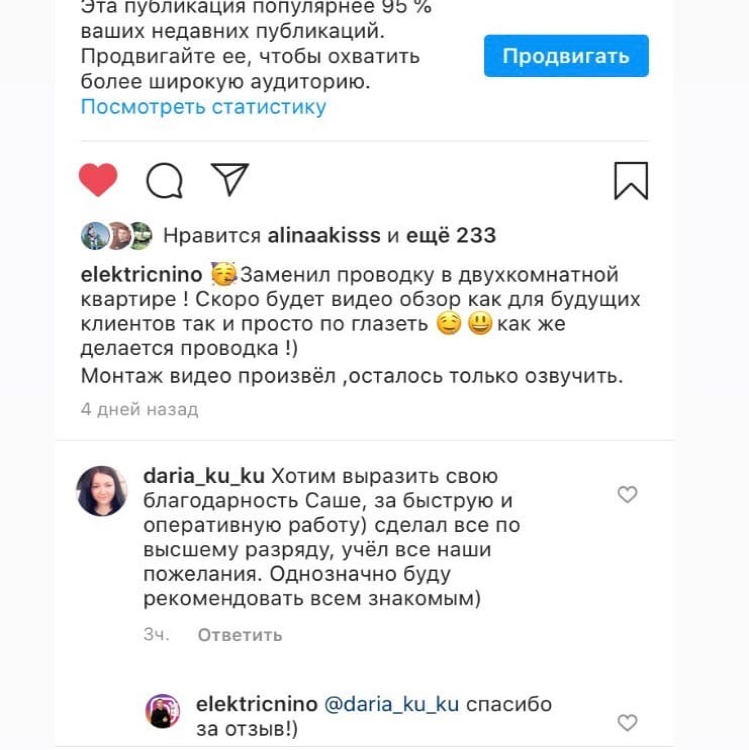 Эта публикация популярнее 95 %
ваших недавних публикаций.
Продвигайте ее, чтобы охватить
более широкую аудиторию.
Продвигать
Посмотреть статистику
Нравится alinaakisss и ещё 233
elektricnino 🥳Заменил проводку в двухкомнатной
квартире ! Скоро будет видео обзор как для будущих
клиентов так и просто по глазеть 🤤 😃 как же
делается проводка !)
Монтаж видео произвёл ,осталось только озвучить.
4 дней назад
daria_ku_ku Хотим выразить свою
благодарность Саше, за быструю и
оперативную работу) сделал все по
высшему разряду, учёл все наши
пожелания. Однозначно буду
рекомендовать всем знакомым)
3ч. Ответить
elektricnino @daria_ku_ku спасибо
за отзыв!)